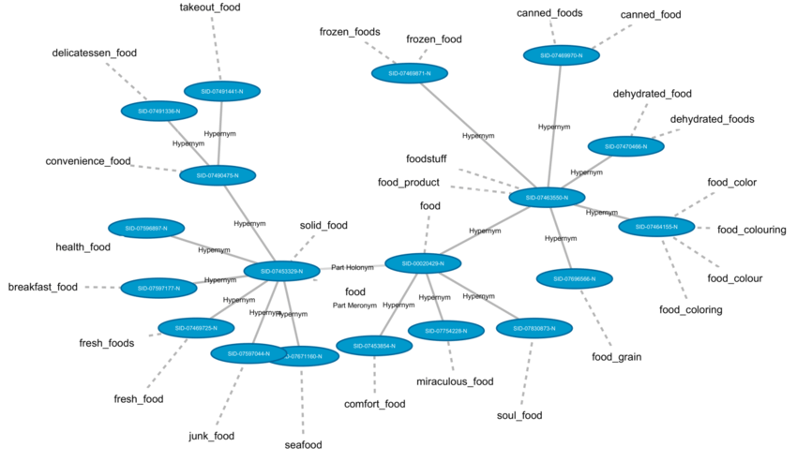 takeout_food
canned_foods
canned_food
frozen_foods
frozen_food
delicatessen_food
SID-07469970-N
SID-07469871-N
SID-07491441-N
dehydrated_food
SID-07491336-N
dehydrated_foods
Hypernym
Hypernym
Hypernym
Hypernym
SID-07470466-N
convenience_food
foodstuff
SID-07490475-N
Hypernym
food_product
food_color
SID-07463550-N
food
Hypernym
solid_food
Hypernym
SID-07464155-N
food_colouring
SID-07596897-N
Hypernym
Hypernym
health_food
Hypernym
SID-07453329-N
Part Holonym
SID-00020429-N
food_colour
SID-07597177-N
Hypernym
SID-07696566-N
breakfast_food
food
Hypernym
Part Meronym
Hypernym
Hypernym
Hypernym
food_coloring
Hypernym
Hypernym
SID-07469725-N
SID-07754226-N
SID-07830873-N
fresh_foods
SID-07453934-N
SID-07597044-N
07671160-N
food_grain
miraculous_food
fresh_food
comfort_food
soul_food
junk_food
seafood